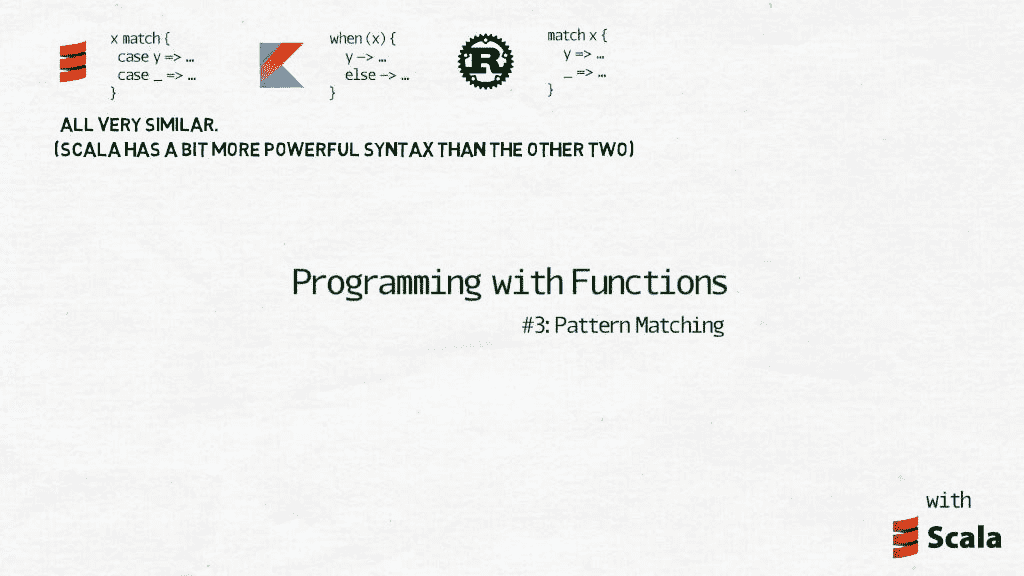 x match {
case y => …
case _ => …
}
when (x) {
y –> …
else –> …
}
R
match x {
y => …
_ => …
}
ALL VERY SIMILAR.
(SCALA HAS A BIT MORE POWERFUL SYNTAX THAN THE OTHER TWO)
Programming with Functions
#3: Pattern Matching
with
Scala